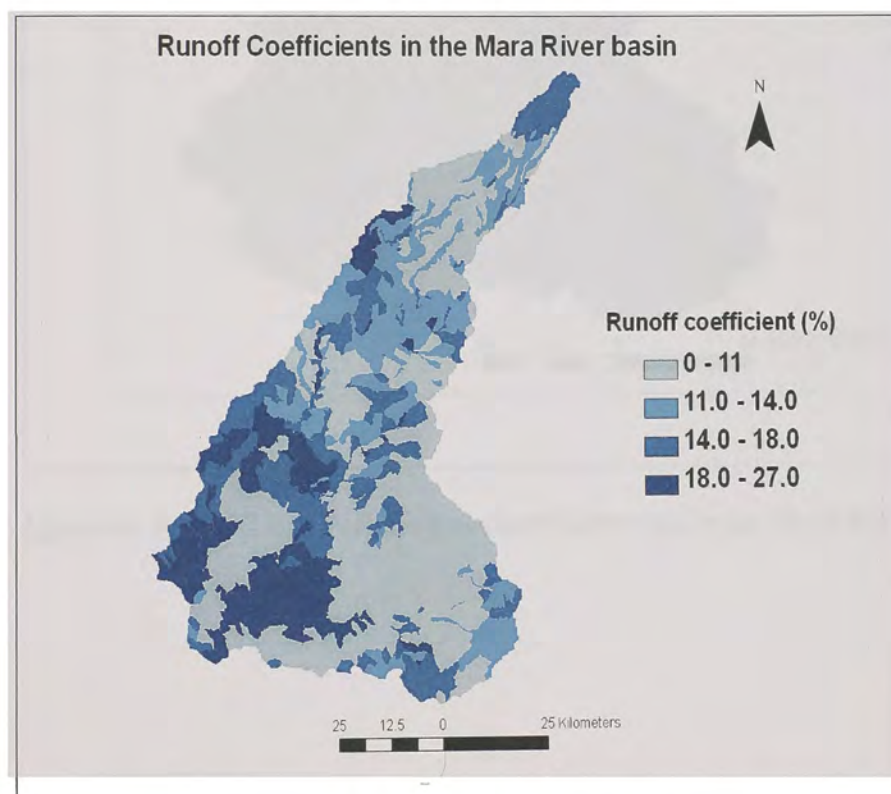 Runoff Coefficients in the Mara River basin
N
Runoff coefficient (%)
0 - 11
11.0 - 14.0
14.0 - 18.0
18.0 - 27.0
25 12.5 0 25 Kilometers